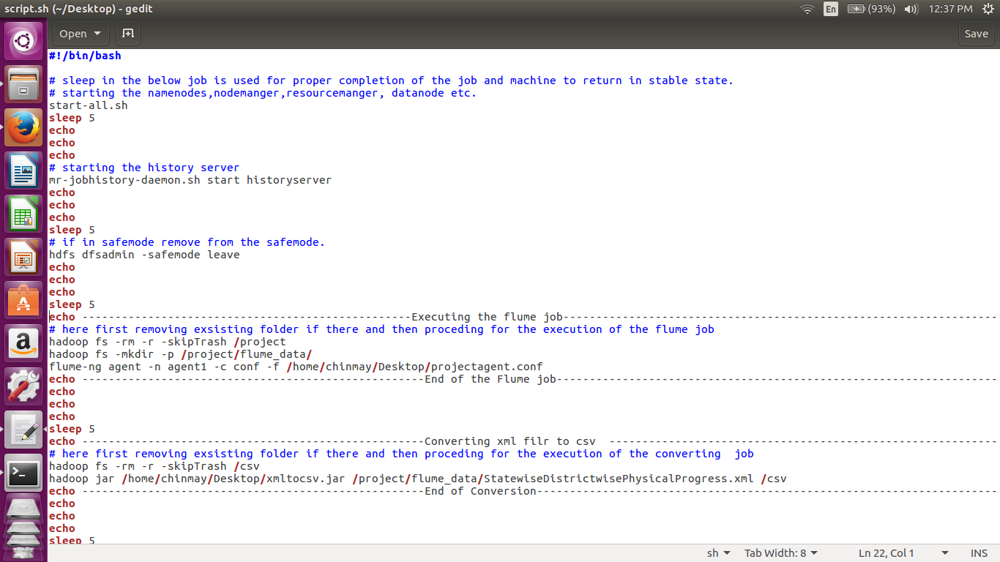 script.sh (~/Desktop) - gedit
En (93%) 12:37 PM
Open Save
#!/bin/bash
# sleep in the below job is used for proper completion of the job and machine to return in stable state.
# starting the namenodes,nodemanger,resourcemanger, datanode etc.
start-all.sh
sleep 5
echo
echo
echo
# starting the history server
mr-jobhistory-daemon.sh start historyserver
echo
echo
echo
sleep 5
# if in safemode remove from the safemode.
hdfs dfsadmin -safemode leave
echo
echo
echo
sleep 5
echo --------------------------------------------------Executing the flume job------------------------------------------------------------------
# here first removing exsisting folder if there and then proceding for the execution of the flume job
hadoop fs -rm -r -skipTrash /project
hadoop fs -mkdir -p /project/flume_data/
flume-ng agent -n agent1 -c conf -f /home/chinmay/Desktop/projectagent.conf
echo ----------------------------------------------------End of the Flume job-------------------------------------------------------------------
echo
echo
echo
sleep 5
echo ----------------------------------------------------Converting xml filr to csv  -----------------------------------------------------------
# here first removing exsisting folder if there and then proceding for the execution of the converting  job
hadoop fs -rm -r -skipTrash /csv
hadoop jar /home/chinmay/Desktop/xmltocsv.jar /project/flume_data/StatewiseDistrictwisePhysicalProgress.xml /csv
echo ----------------------------------------------------End of Conversion----------------------------------------------------------------------
echo
echo
echo
sleep 5
sh Tab Width: 8 Ln 22, Col 1 INS